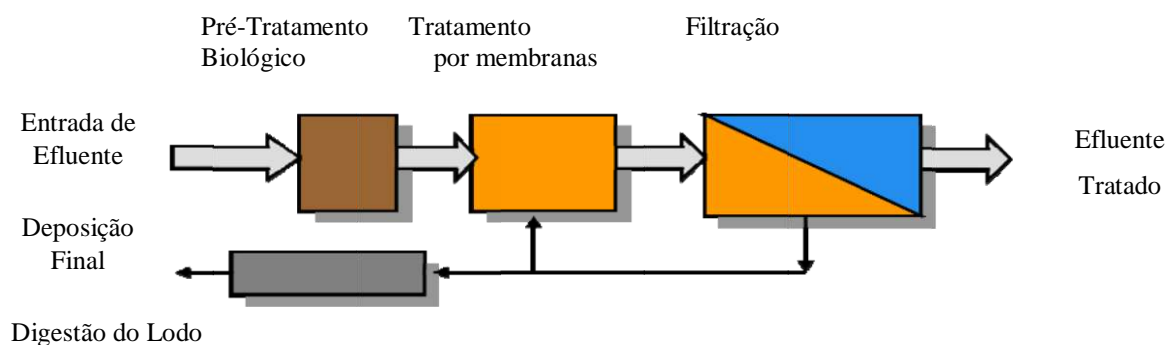 Pré-Tratamento
Biológico
Tratamento
por membranas
Filtração
Entrada de
Efluente
Efluente
Tratado
Deposição
Final
Digestão do Lodo